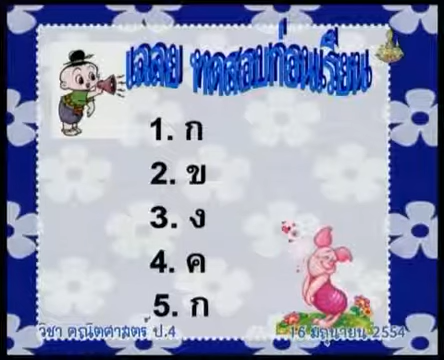 เฉลย ทดสอบก่อนเรียน
1. ก
2. ข
3. ง
4. ค
5. ก
วิชา คณิตศาสตร์ ป.4
16 มิถุนายน 2554